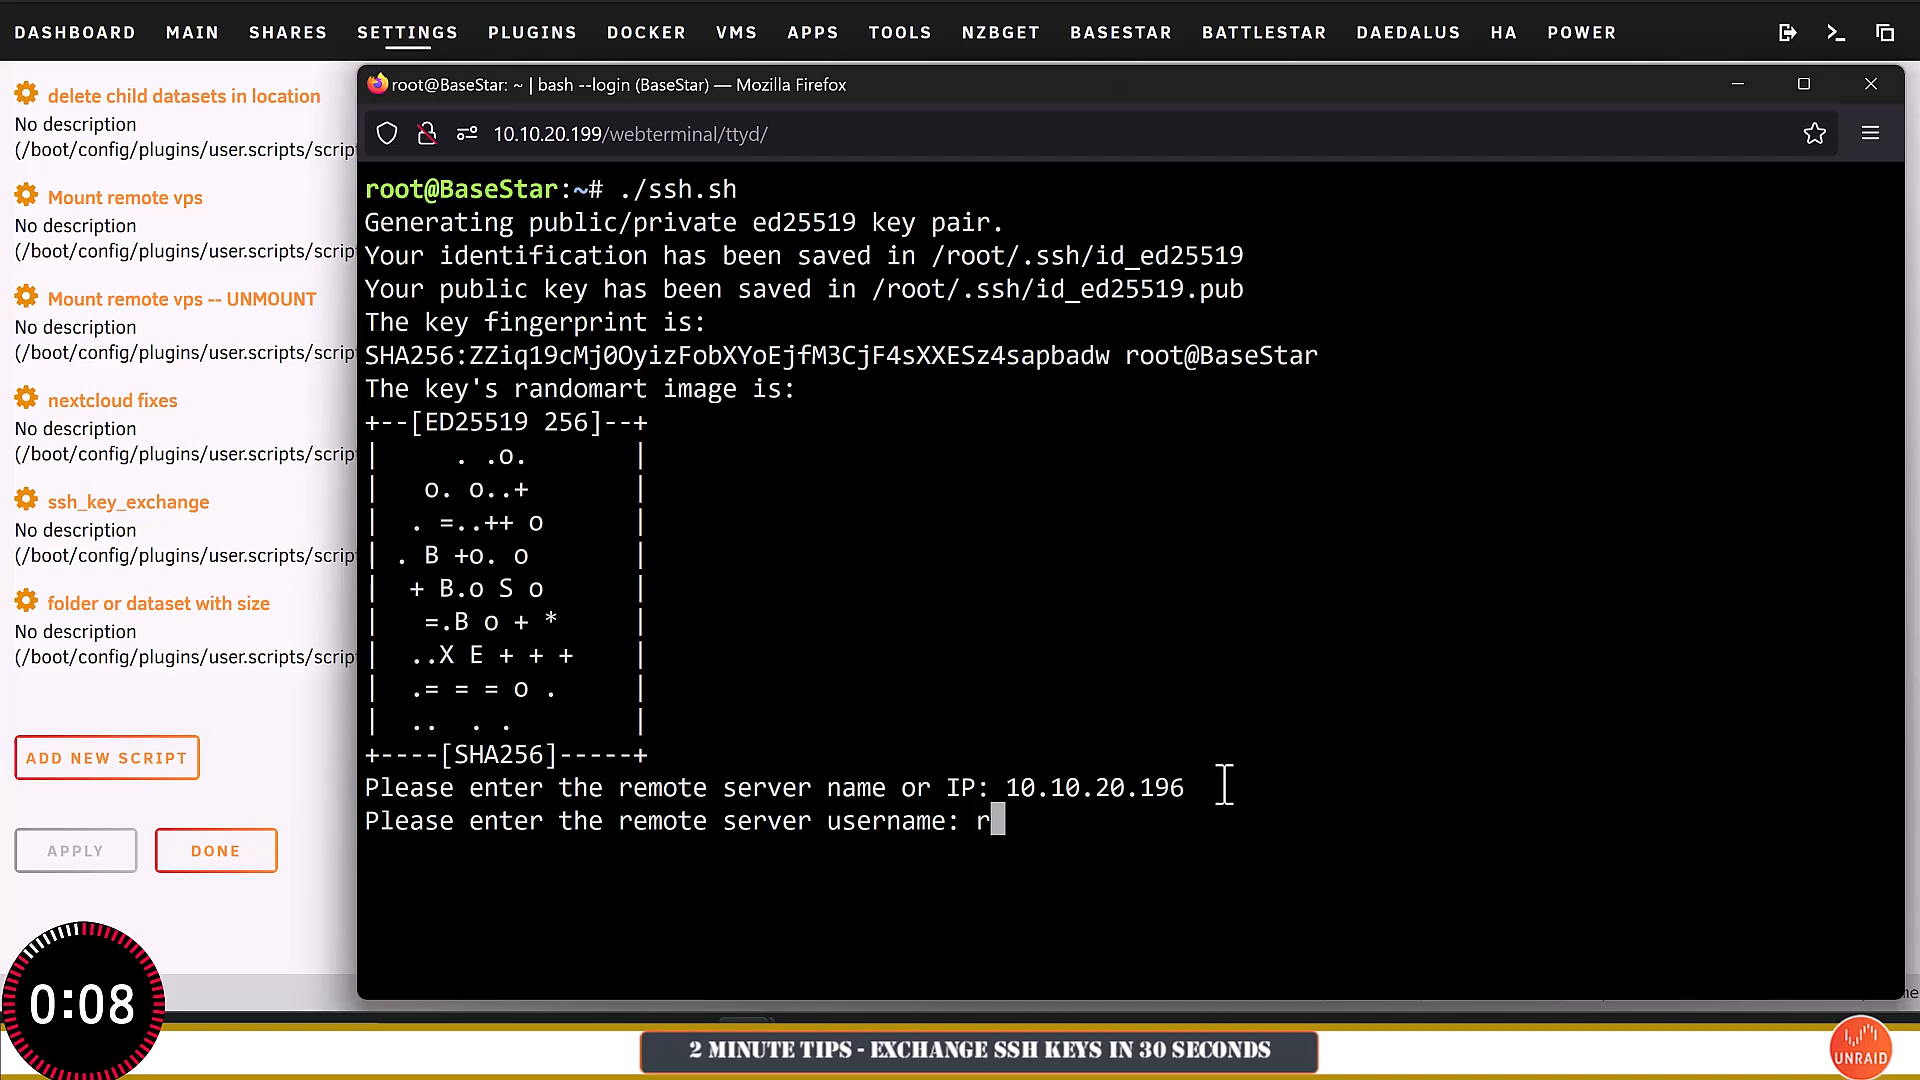 DASHBOARD MAIN SHARES SETTINGS PLUGINS DOCKER VMS APPS TOOLS NZBGET BASESTAR BATTLESTAR DAEDALUS HA POWER
delete child datasets in location
No description
(/boot/config/plugins/user.scripts/script
Mount remote vps
No description
(/boot/config/plugins/user.scripts/script
Mount remote vps -- UNMOUNT
No description
(/boot/config/plugins/user.scripts/script
nextcloud fixes
No description
(/boot/config/plugins/user.scripts/script
ssh_key_exchange
No description
(/boot/config/plugins/user.scripts/script
folder or dataset with size
No description
(/boot/config/plugins/user.scripts/script
ADD NEW SCRIPT
APPLY DONE
root@BaseStar: ~ | bash --login (BaseStar) — Mozilla Firefox
10.10.20.199/webterminal/ttyd/
root@BaseStar:~# ./ssh.sh
Generating public/private ed25519 key pair.
Your identification has been saved in /root/.ssh/id_ed25519
Your public key has been saved in /root/.ssh/id_ed25519.pub
The key fingerprint is:
SHA256:ZZiq19cMj0OyizFobXYoEjfM3CjF4sXXESz4sapbadw root@BaseStar
The key's randomart image is:
+--[ED25519 256]--+
|     . .o.       |
|   o. o..+       |
|  . =..++ o      |
| . B +o. o       |
|  + B.o S o      |
|   =.B o + *     |
|  ..X E + + +    |
|  .= = = o .     |
|  ..  . .        |
+----[SHA256]-----+
Please enter the remote server name or IP: 10.10.20.196
Please enter the remote server username: r
0:08
2 MINUTE TIPS - EXCHANGE SSH KEYS IN 30 SECONDS
UNRAID